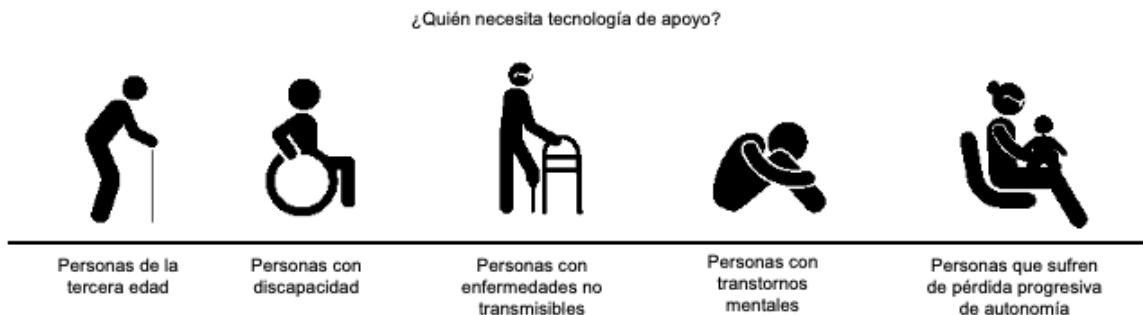 ¿Quién necesita tecnología de apoyo?
Personas de la
tercera edad
Personas con
discapacidad
Personas con
enfermedades no
transmisibles
Personas con
transtornos
mentales
Personas que sufren
de pérdida progresiva
de autonomía